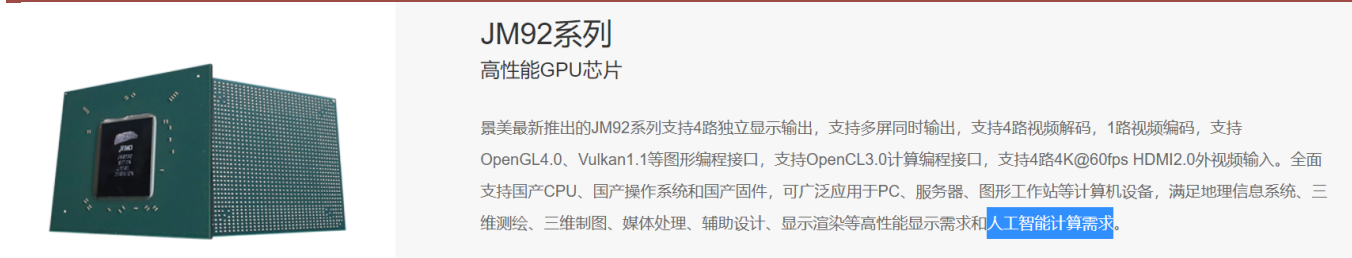 JM92系列
高性能GPU芯片
景美最新推出的JM92系列支持4路独立显示输出，支持多屏同时输出，支持4路视频解码，1路视频编码，支持
OpenGL4.0、Vulkan1.1等图形编程接口，支持OpenCL3.0计算编程接口，支持4路4K@60fps HDMI2.0外视频输入。全面
支持国产CPU、国产操作系统和国产固件，可广泛应用于PC、服务器、图形工作站等计算机设备，满足地理信息系统、三
维测绘、三维制图、媒体处理、辅助设计、显示渲染等高性能显示需求和人工智能计算需求。